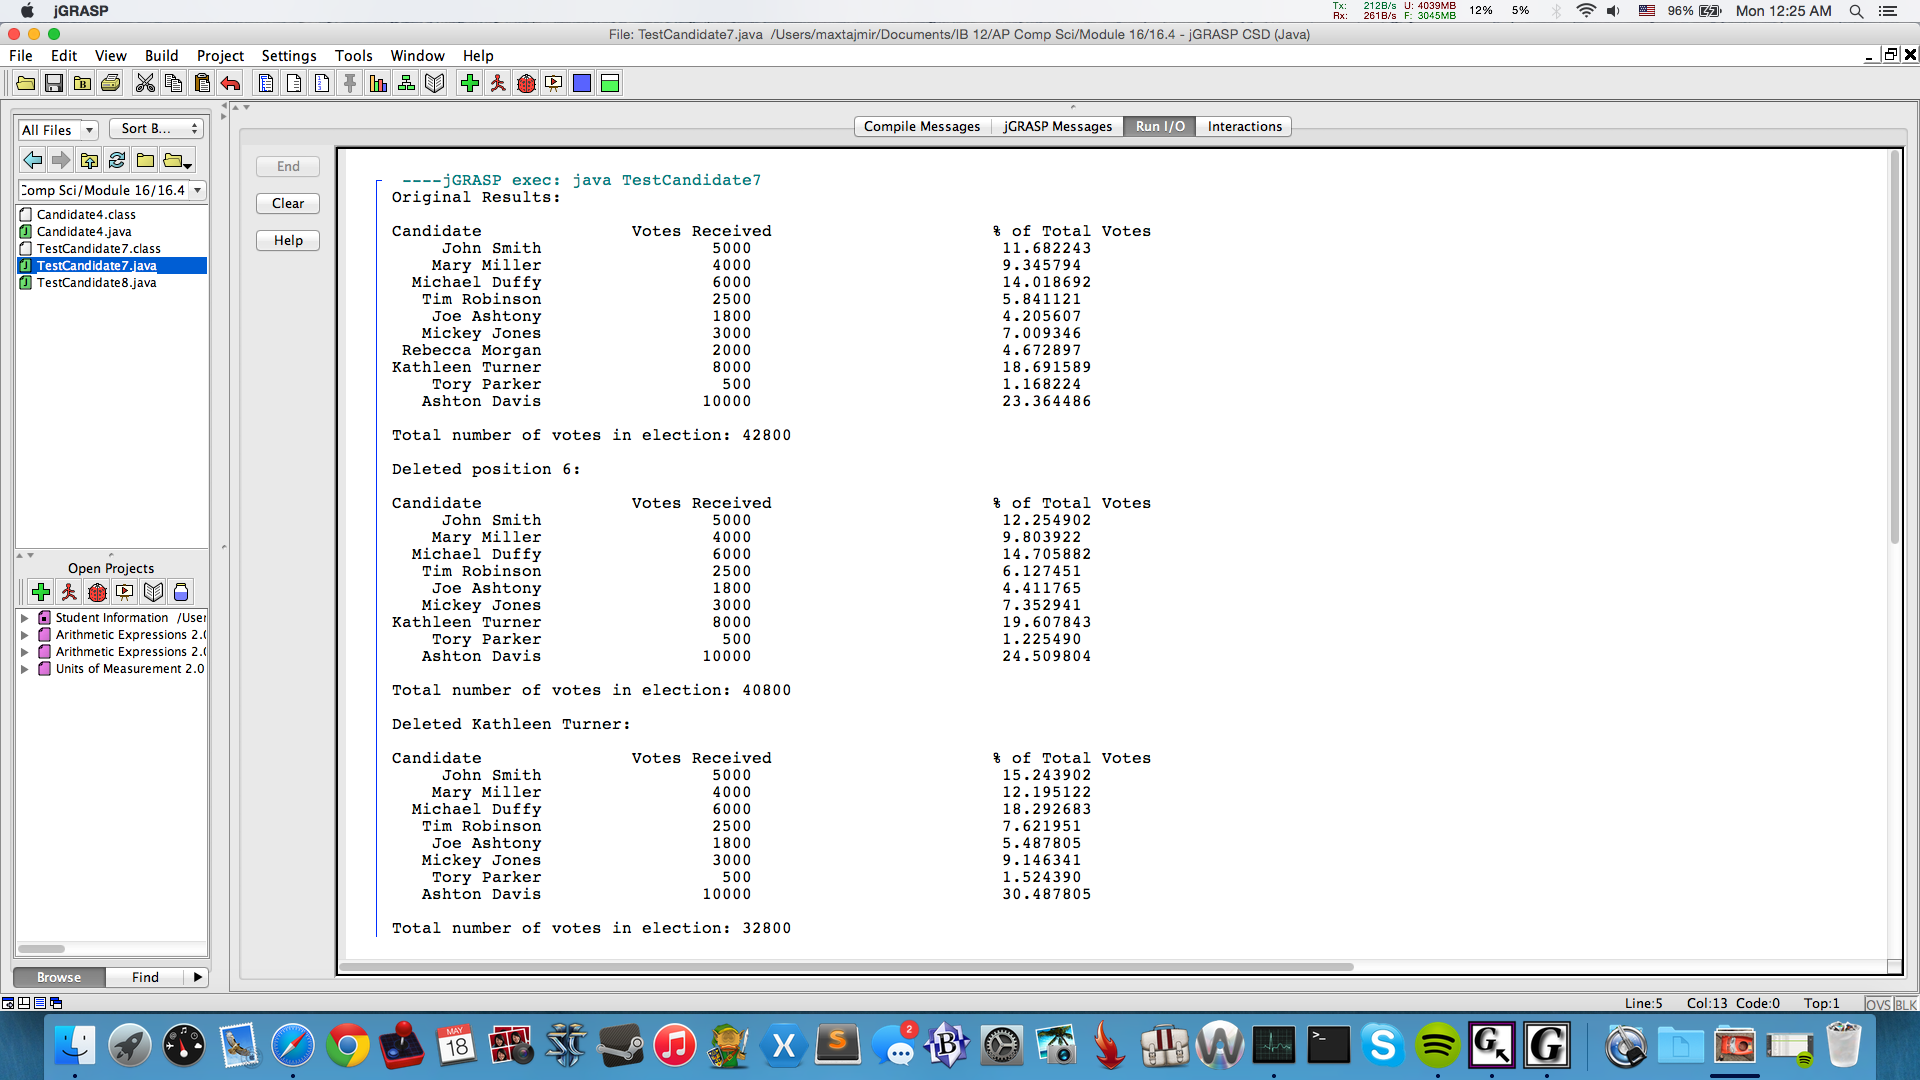 jGRASP
Tx: 212B/s U: 4039MB
Rx: 261B/s F: 3045MB
12% 5% 96% Mon 12:25 AM
File: TestCandidate7.java /Users/maxtajmir/Documents/IB 12/AP Comp Sci/Module 16/16.4 - jGRASP CSD (Java)
File Edit View Build Project Settings Tools Window Help
All Files Sort B...
Compile Messages jGRASP Messages Run I/O Interactions
Comp Sci/Module 16/16.4
Candidate4.class
Candidate4.java
TestCandidate7.class
TestCandidate7.java
TestCandidate8.java
Open Projects
Student Information /User
Arithmetic Expressions 2.0
Arithmetic Expressions 2.0
Units of Measurement 2.0
Browse Find
End
Clear
Help
----jGRASP exec: java TestCandidate7
Original Results:
Candidate Votes Received % of Total Votes
John Smith 5000 11.682243
Mary Miller 4000 9.345794
Michael Duffy 6000 14.018692
Tim Robinson 2500 5.841121
Joe Ashtony 1800 4.205607
Mickey Jones 3000 7.009346
Rebecca Morgan 2000 4.672897
Kathleen Turner 8000 18.691589
Tory Parker 500 1.168224
Ashton Davis 10000 23.364486
Total number of votes in election: 42800
Deleted position 6:
Candidate Votes Received % of Total Votes
John Smith 5000 12.254902
Mary Miller 4000 9.803922
Michael Duffy 6000 14.705882
Tim Robinson 2500 6.127451
Joe Ashtony 1800 4.411765
Mickey Jones 3000 7.352941
Kathleen Turner 8000 19.607843
Tory Parker 500 1.225490
Ashton Davis 10000 24.509804
Total number of votes in election: 40800
Deleted Kathleen Turner:
Candidate Votes Received % of Total Votes
John Smith 5000 15.243902
Mary Miller 4000 12.195122
Michael Duffy 6000 18.292683
Tim Robinson 2500 7.621951
Joe Ashtony 1800 5.487805
Mickey Jones 3000 9.146341
Tory Parker 500 1.524390
Ashton Davis 10000 30.487805
Total number of votes in election: 32800
Line:5 Col:13 Code:0 Top:1 OVS BLK
MAY
18
2